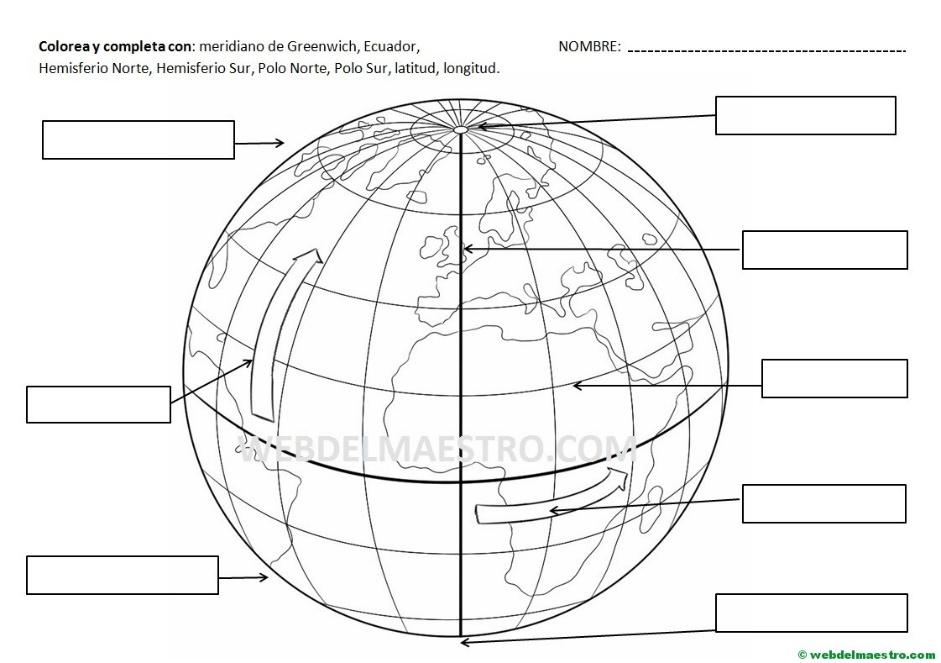 Colorea y completa con: meridiano de Greenwich, Ecuador,
Hemisferio Norte, Hemisferio Sur, Polo Norte, Polo Sur, latitud, longitud.
NOMBRE: 
WEBDELMAESTRO.COM
© webdelmaestro.com